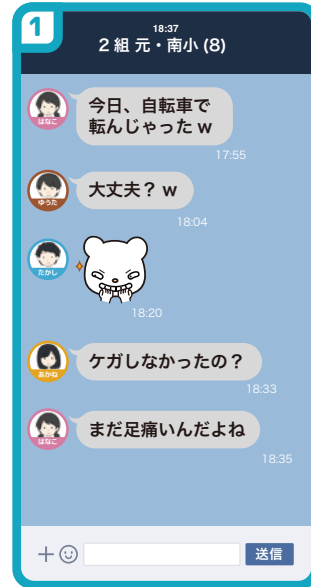 1
18:37
2組 元・南小 (8)
はなこ
今日、自転車で
転んじゃった w
17:55
ゆうた
大丈夫？ w
18:04
たかし
18:20
あかね
ケガしなかったの？
18:33
はなこ
まだ足痛いんだよね
18:35
送信